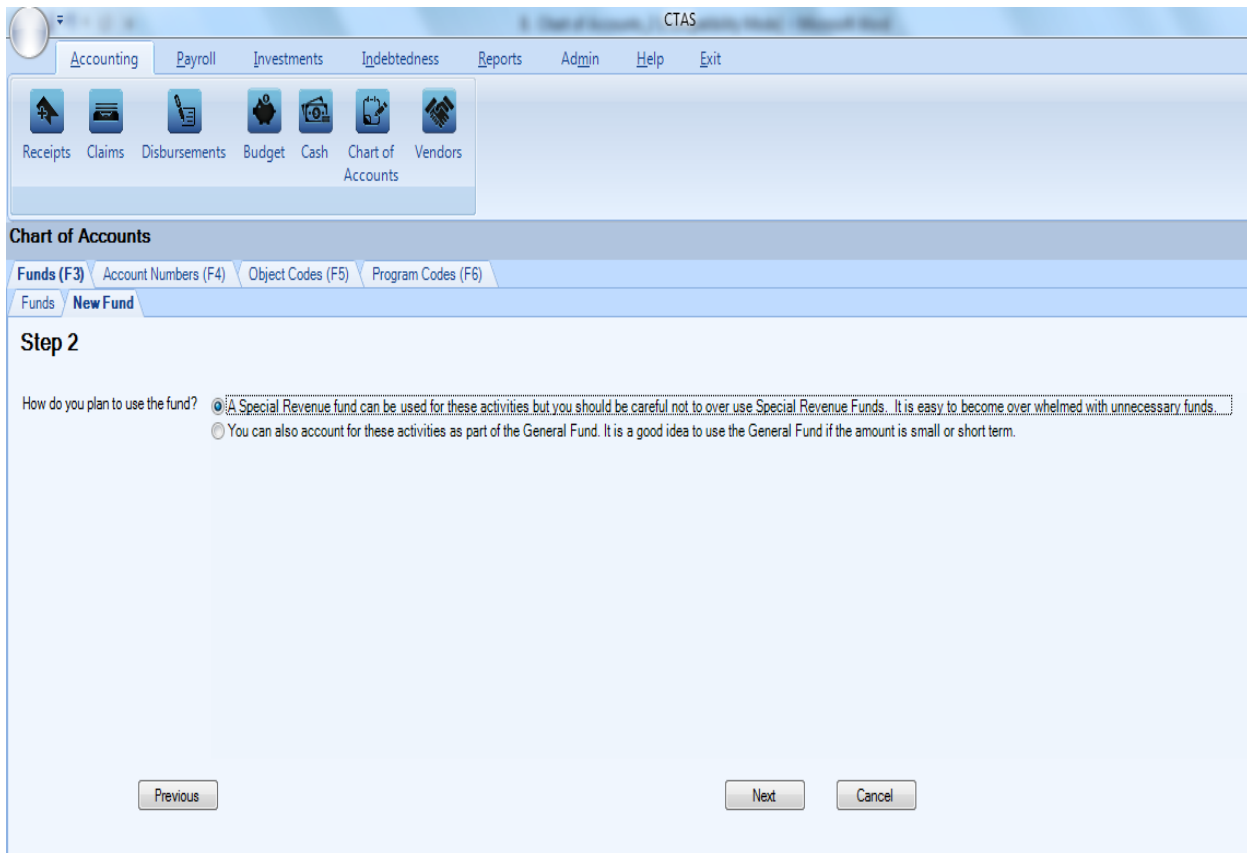 CTAS
Accounting Payroll Investments Indebtedness Reports Admin Help Exit
Receipts Claims Disbursements Budget Cash Chart of Accounts Vendors
Chart of Accounts
Funds (F3) Account Numbers (F4) Object Codes (F5) Program Codes (F6)
Funds New Fund
Step 2
How do you plan to use the fund? A Special Revenue fund can be used for these activities but you should be careful not to over use Special Revenue Funds. It is easy to become over whelmed with unnecessary funds.
You can also account for these activities as part of the General Fund. It is a good idea to use the General Fund if the amount is small or short term.
Previous Next Cancel